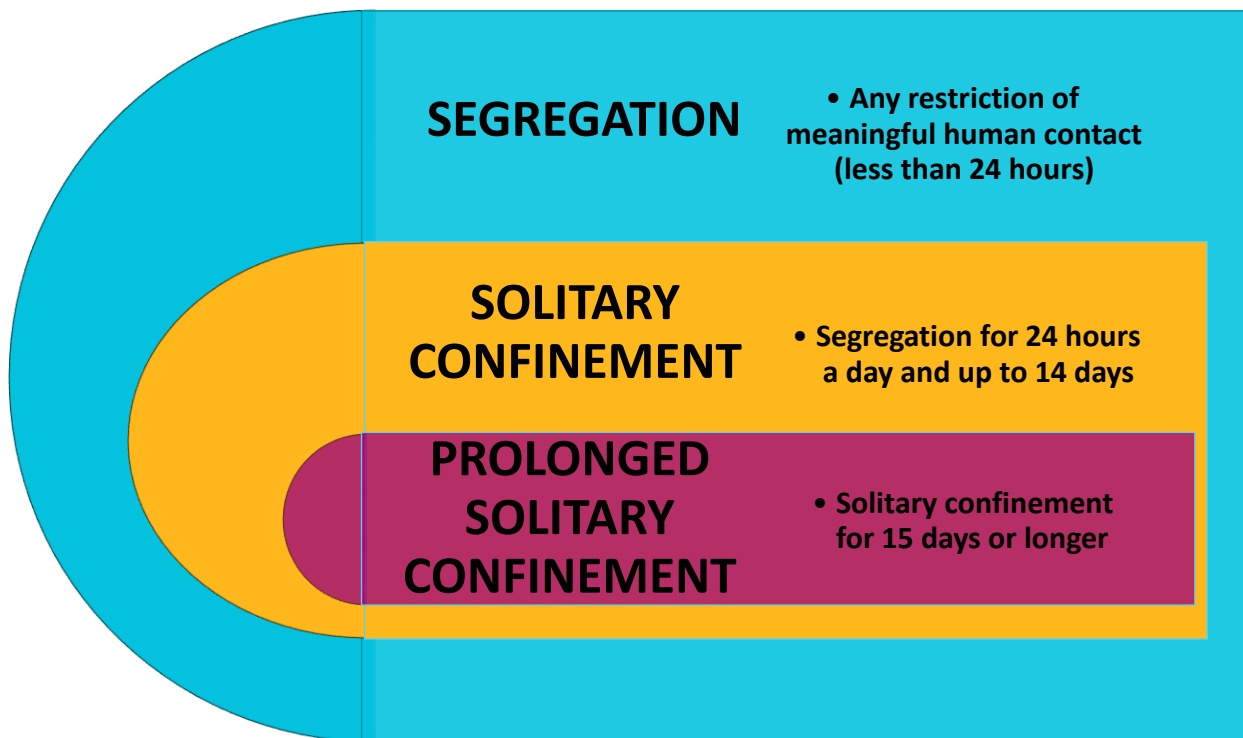 SEGREGATION
• Any restriction of
meaningful human contact
(less than 24 hours)
SOLITARY
CONFINEMENT
• Segregation for 24 hours
a day and up to 14 days
PROLONGED
SOLITARY
CONFINEMENT
• Solitary confinement
for 15 days or longer